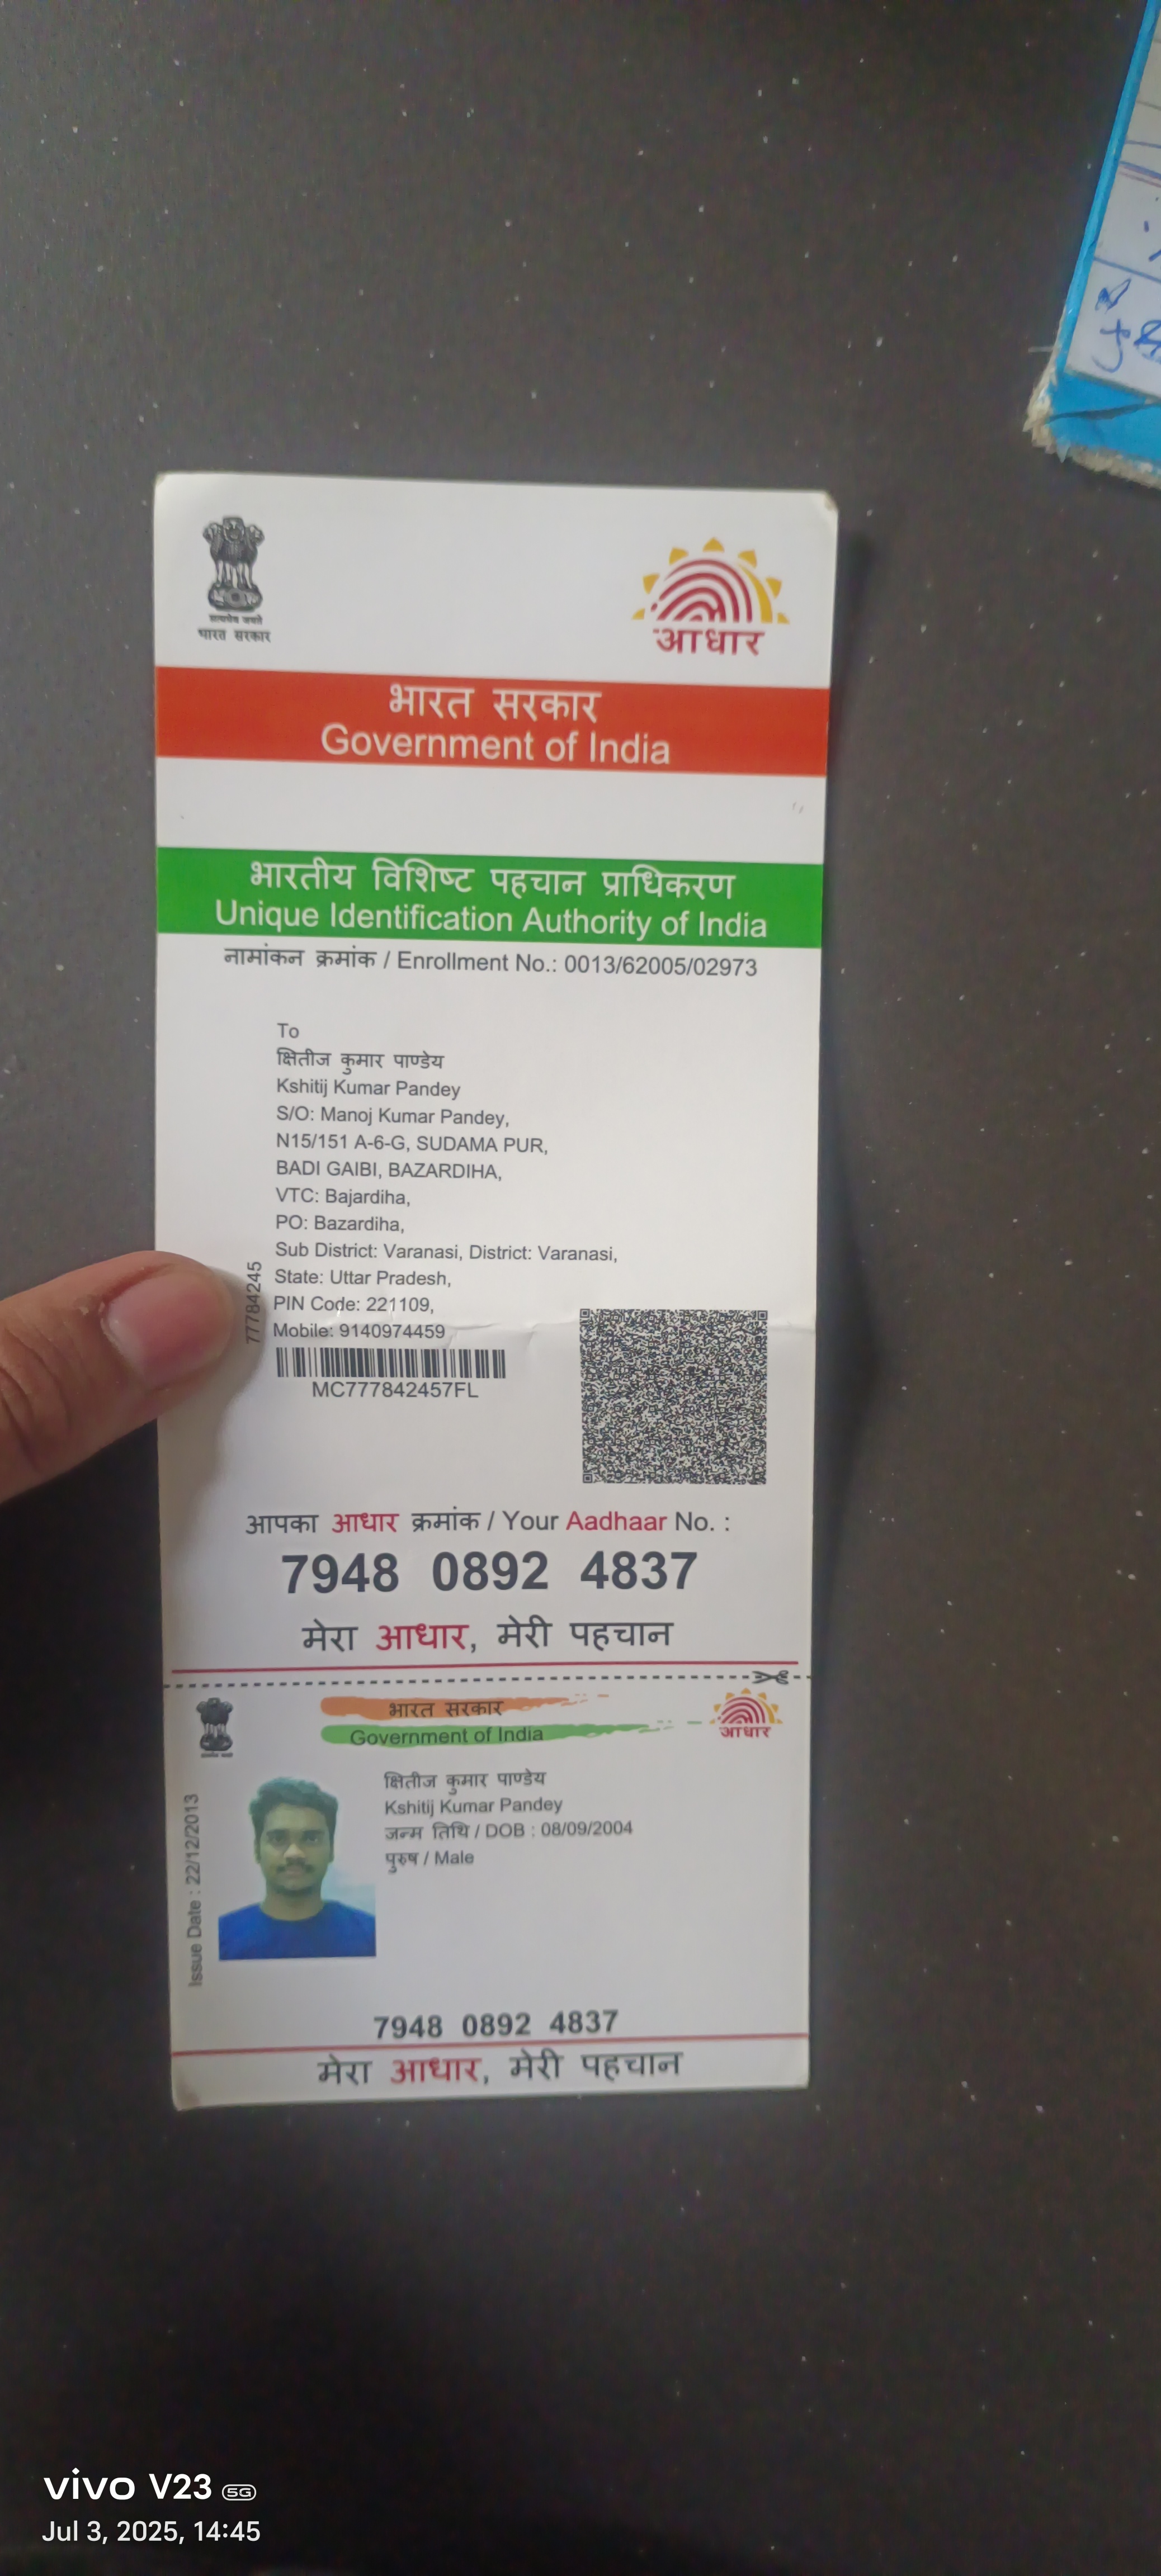 सत्यमेव जयते
भारत सरकार
आधार
भारत सरकार
Government of India
भारतीय विशिष्ट पहचान प्राधिकरण
Unique Identification Authority of India
नामांकन क्रमांक / Enrollment No.: 0013/62005/02973
To
क्षितीज कुमार पाण्डेय
Kshitij Kumar Pandey
S/O: Manoj Kumar Pandey,
N15/151 A-6-G, SUDAMA PUR,
BADI GAIBI, BAZARDIHA,
VTC: Bajardiha,
PO: Bazardiha,
Sub District: Varanasi, District: Varanasi,
State: Uttar Pradesh,
PIN Code: 221109,
Mobile: 9140974459
77784245
MC777842457FL
आपका आधार क्रमांक / Your Aadhaar No. :
7948 0892 4837
मेरा आधार, मेरी पहचान
भारत सरकार
Government of India
आधार
क्षितीज कुमार पाण्डेय
Kshitij Kumar Pandey
जन्म तिथि / DOB : 08/09/2004
पुरुष / Male
Issue Date : 22/12/2013
7948 0892 4837
मेरा आधार, मेरी पहचान
vivo V23 5G
Jul 3, 2025, 14:45